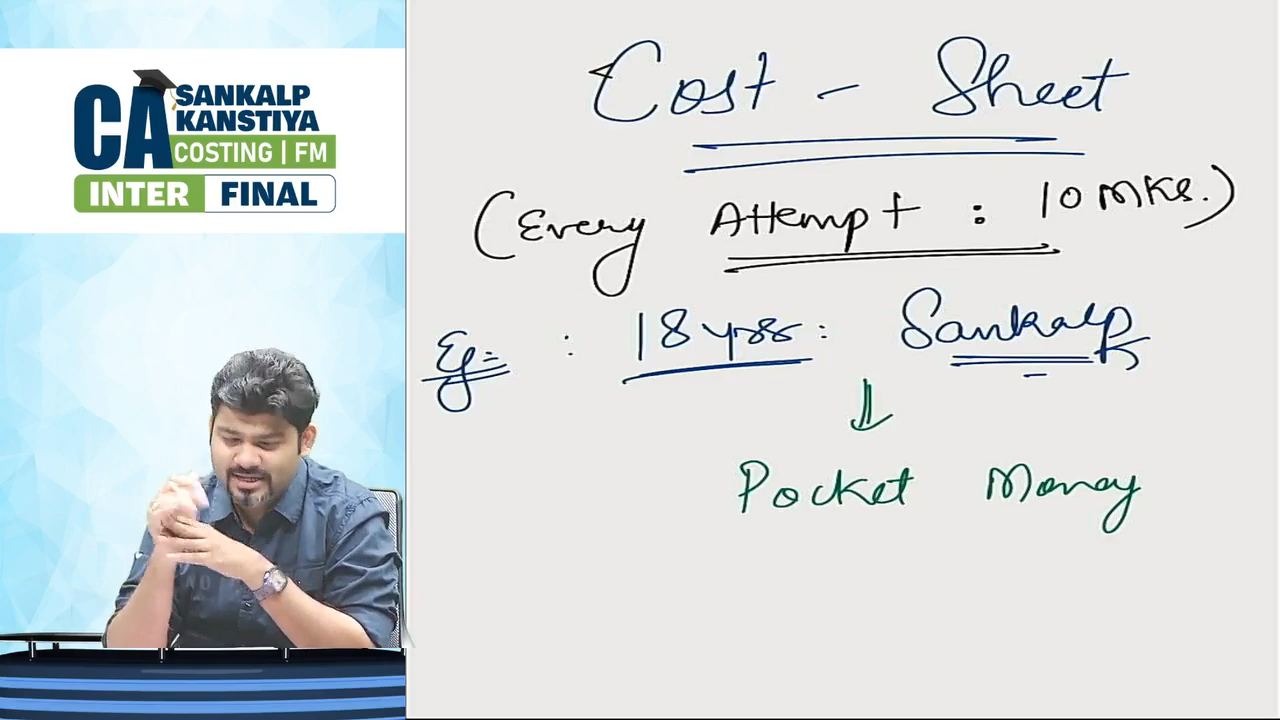 CA SANKALP
KANSTIYA
COSTING | FM
INTER FINAL
Cost - Sheet
(Every Attempt : 10 Mks.)
Eg= : 18 yrs : Sankalp
Pocket Money